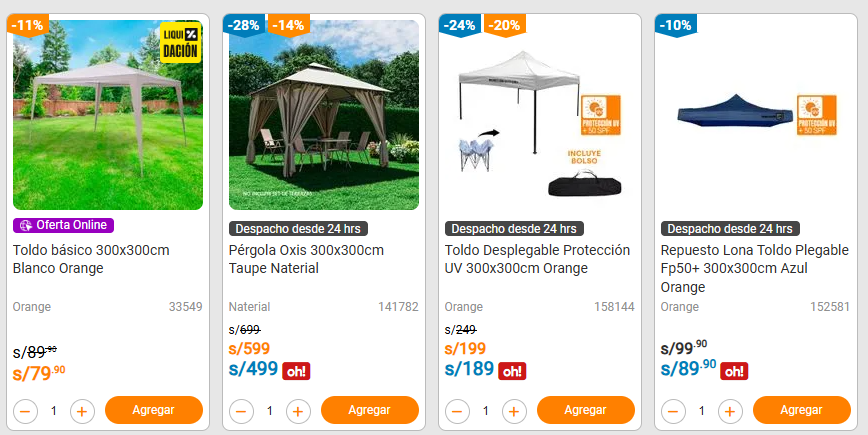 -11%
LIQUI %
DACIÓN
Oferta Online
Toldo básico 300x300cm
Blanco Orange
Orange 33549
s/89.90
s/79.90
1
Agregar
-28% -14%
NO INCLUYE SET DE TERRAZAS
Despacho desde 24 hrs
Pérgola Oxis 300x300cm
Taupe Naterial
Naterial 141782
s/699
s/599
s/499 oh!
1
Agregar
-24% -20%
UV
PROTECCIÓN UV
+ 50 SPF
INCLUYE
BOLSO
Despacho desde 24 hrs
Toldo Desplegable Protección
UV 300x300cm Orange
Orange 158144
s/249
s/199
s/189 oh!
1
Agregar
-10%
UV
PROTECCIÓN UV
+ 50 SPF
Despacho desde 24 hrs
Repuesto Lona Toldo Plegable
Fp50+ 300x300cm Azul
Orange
Orange 152581
s/99.90
s/89.90 oh!
1
Agregar